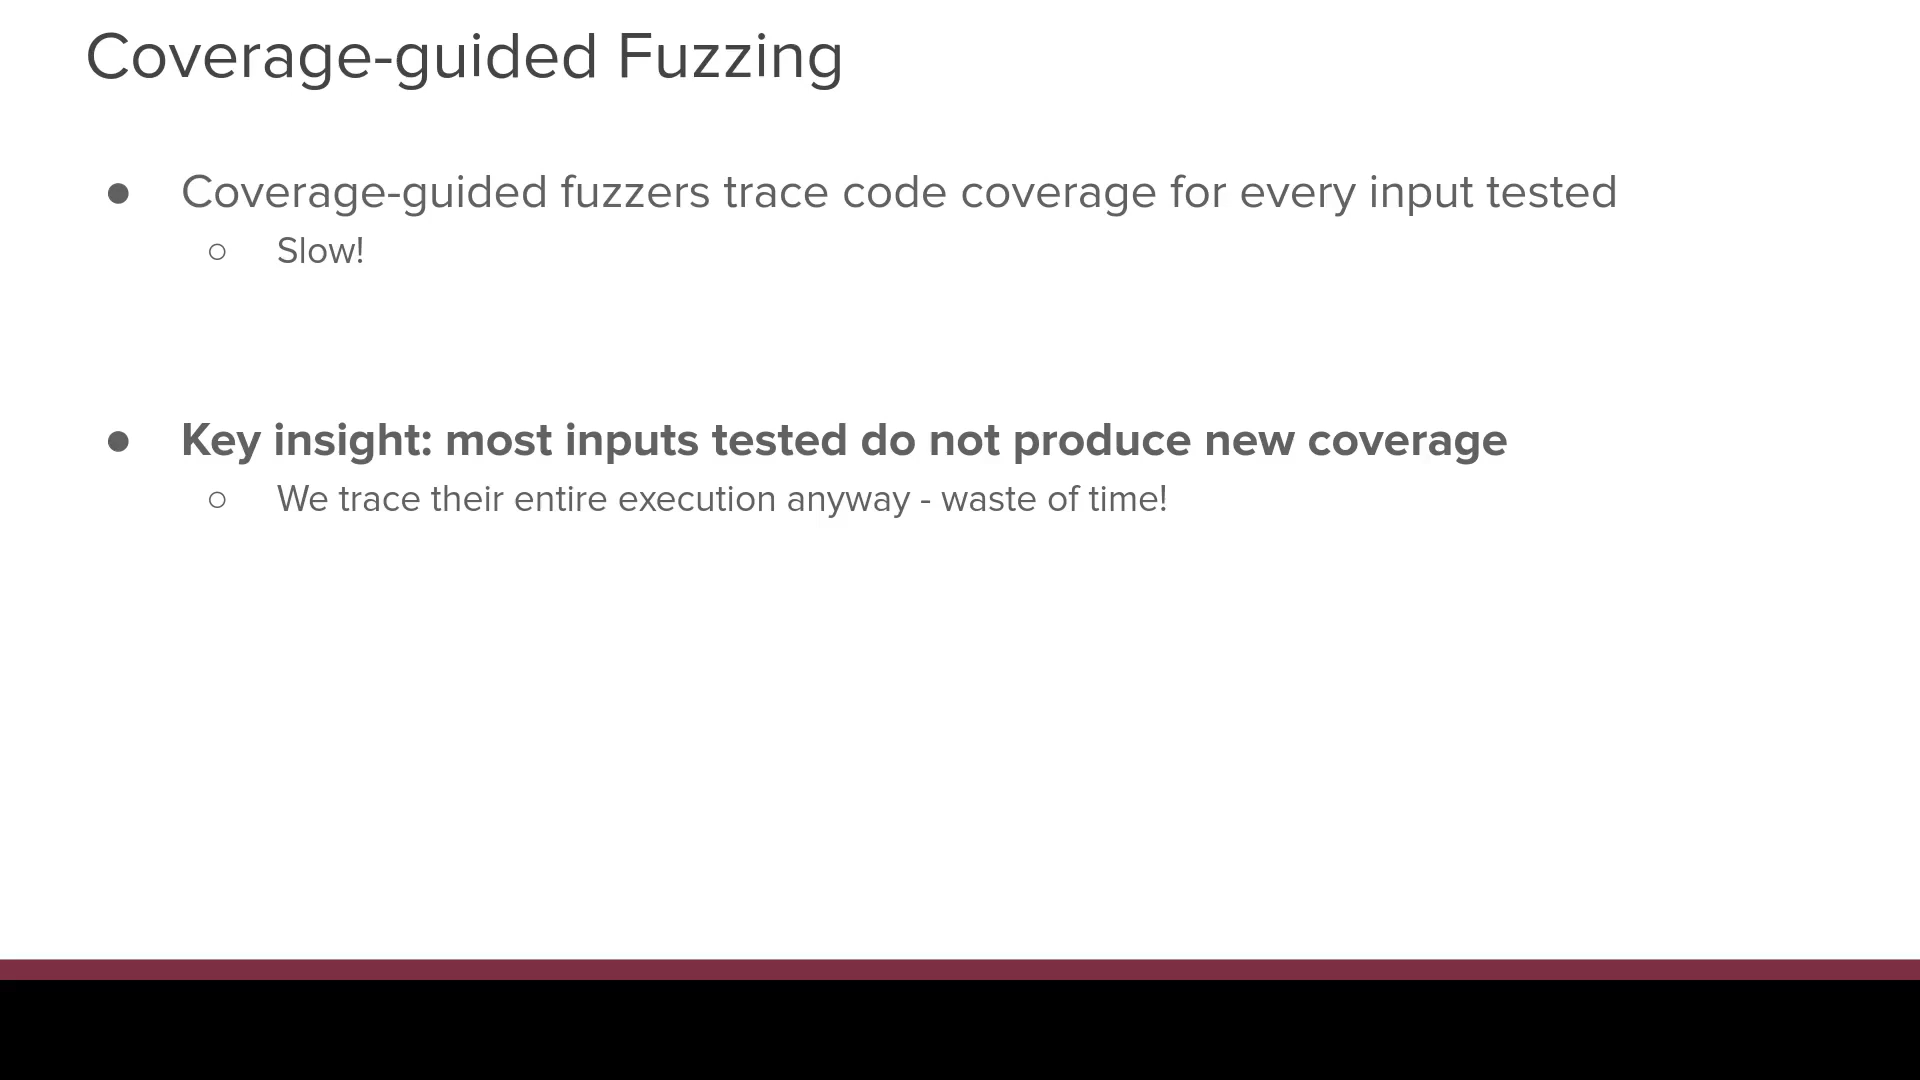 Coverage-guided Fuzzing
● Coverage-guided fuzzers trace code coverage for every input tested
○ Slow!
● Key insight: most inputs tested do not produce new coverage
○ We trace their entire execution anyway - waste of time!